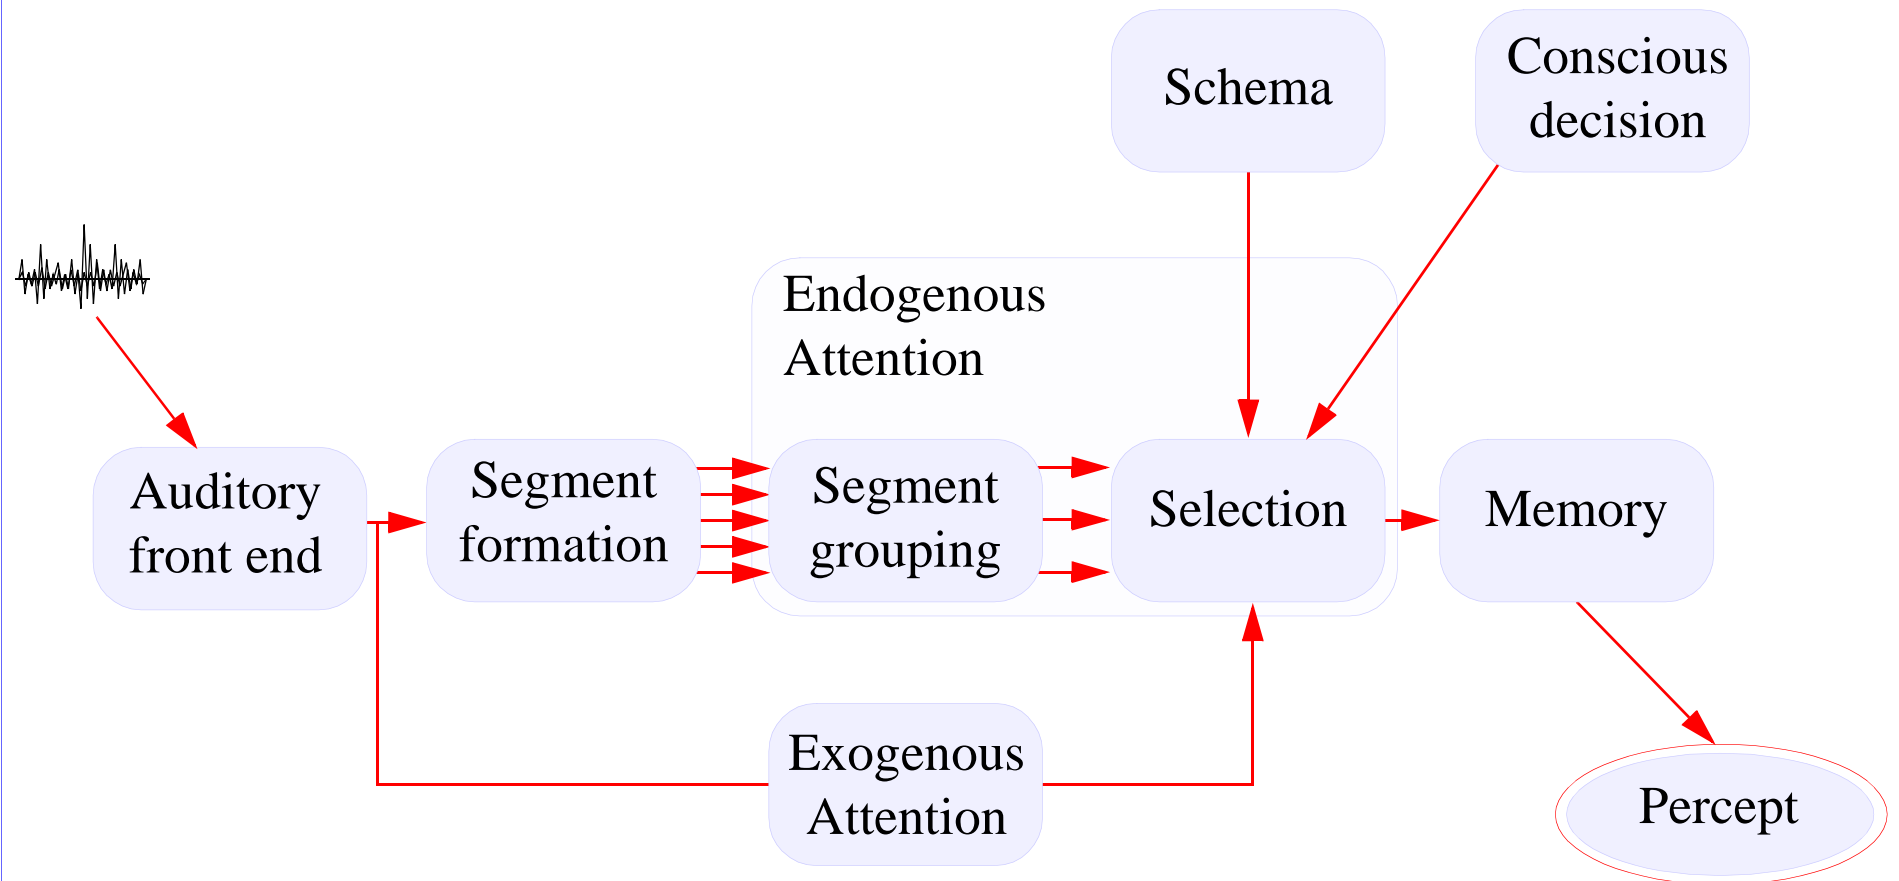 Schema
Conscious
decision
Endogenous
Attention
Auditory
front end
Segment
formation
Segment
grouping
Selection
Memory
Exogenous
Attention
Percept